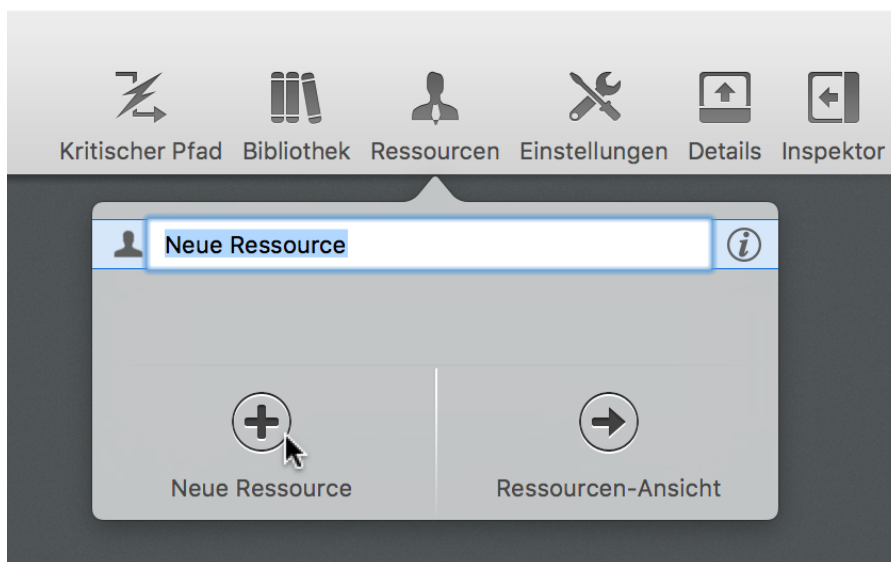 Kritischer Pfad Bibliothek Ressourcen Einstellungen Details Inspektor
Neue Ressource
Neue Ressource Ressourcen-Ansicht